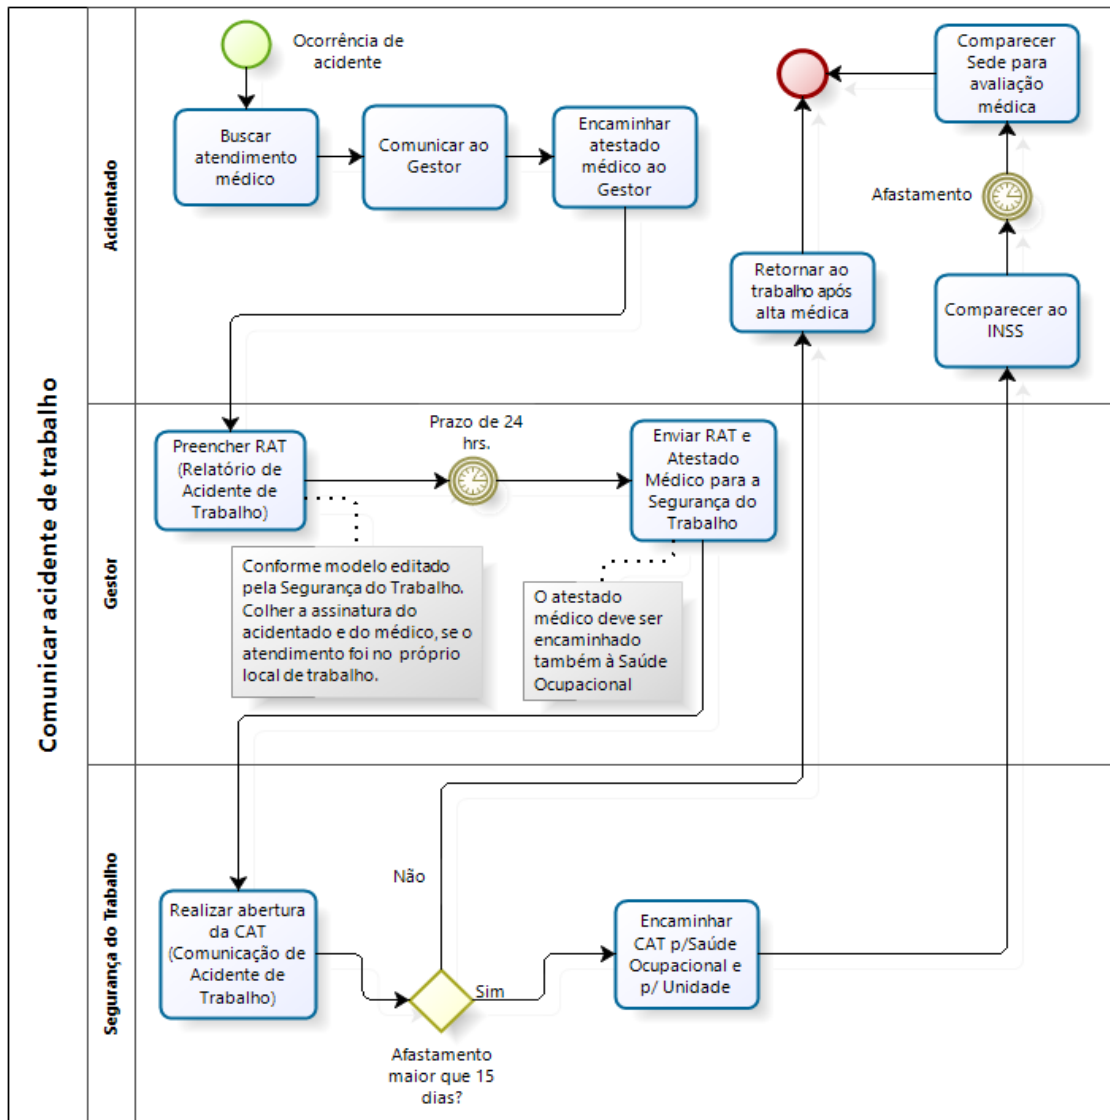 Comunicar acidente de trabalho
Acidentado
Ocorrência de
acidente
Buscar
atendimento
médico
Comunicar ao
Gestor
Encaminhar
atestado
médico ao
Gestor
Comparecer
Sede para
avaliação
médica
Afastamento
Retornar ao
trabalho após
alta médica
Comparecer ao
INSS
Gestor
Preencher RAT
(Relatório de
Acidente de
Trabalho)
Prazo de 24
hrs.
Enviar RAT e
Atestado
Médico para a
Segurança do
Trabalho
Conforme modelo editado
pela Segurança do Trabalho.
Colher a assinatura do
acidentado e do médico, se o
atendimento foi no próprio
local de trabalho.
O atestado
médico deve ser
encaminhado
também à Saúde
Ocupacional
Segurança do Trabalho
Realizar abertura
da CAT
(Comunicação de
Acidente de
Trabalho)
Não
Sim
Afastamento
maior que 15
dias?
Encaminhar
CAT p/Saúde
Ocupacional e
p/ Unidade